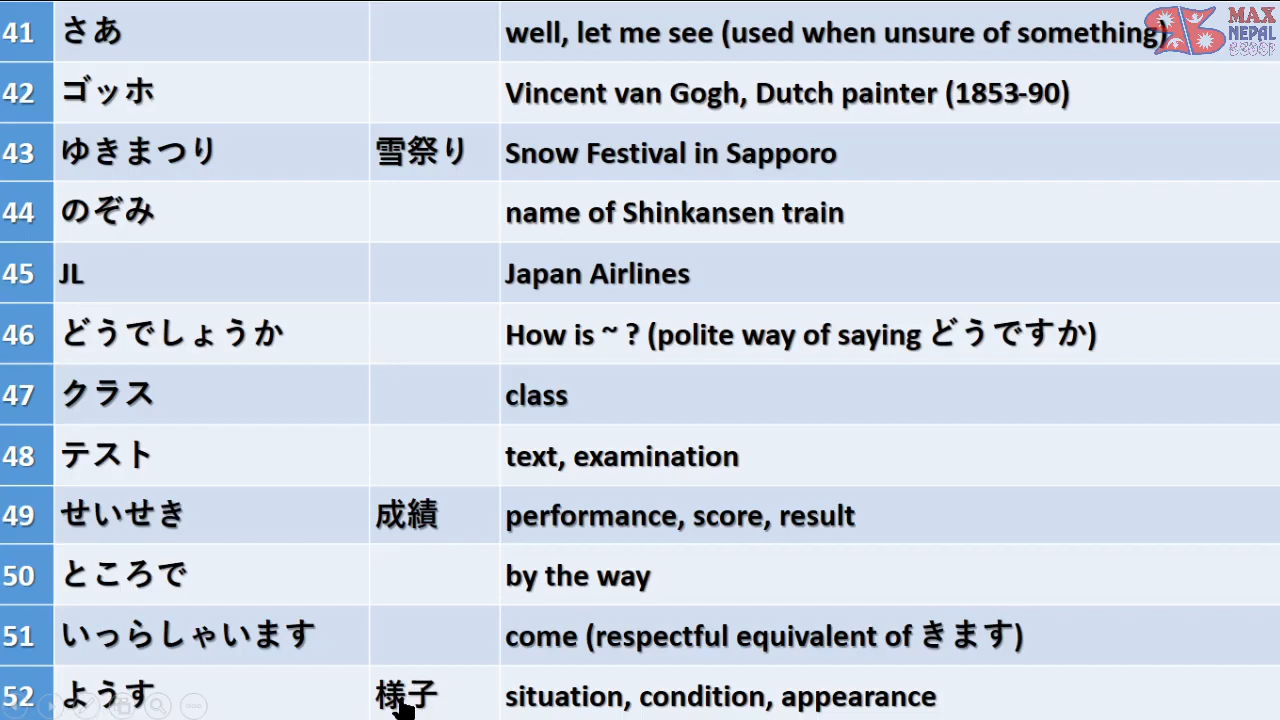 MAX
NEPAL
41 さあ well, let me see (used when unsure of something)
42 ゴッホ Vincent van Gogh, Dutch painter (1853-90)
43 ゆきまつり 雪祭り Snow Festival in Sapporo
44 のぞみ name of Shinkansen train
45 JL Japan Airlines
46 どうでしょうか How is ~ ? (polite way of saying どうですか)
47 クラス class
48 テスト text, examination
49 せいせき 成績 performance, score, result
50 ところで by the way
51 いっらしゃいます come (respectful equivalent of きます)
52 ようす 様子 situation, condition, appearance